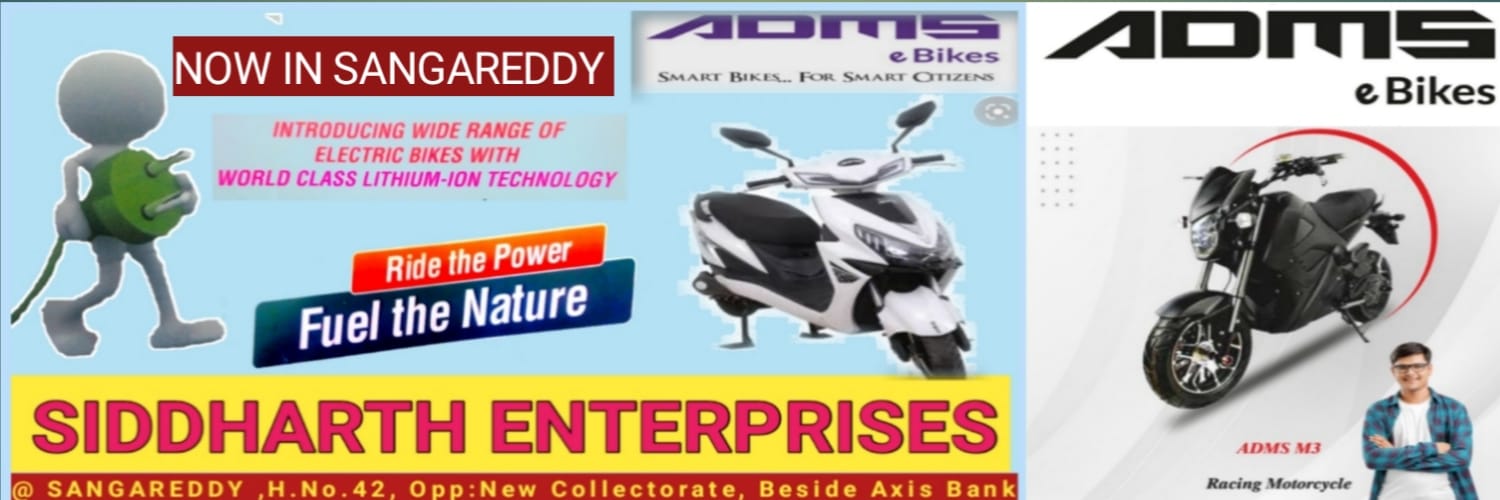 NOW IN SANGAREDDY
ADMS
eBikes
SMART BIKES... FOR SMART CITIZENS
INTRODUCING WIDE RANGE OF
ELECTRIC BIKES WITH
WORLD CLASS LITHIUM-ION TECHNOLOGY
Ride the Power
Fuel the Nature
SIDDHARTH ENTERPRISES
@ SANGAREDDY ,H.No.42, Opp:New Collectorate, Beside Axis Bank
ADMS
eBikes
ADMS M3
Racing Motorcycle